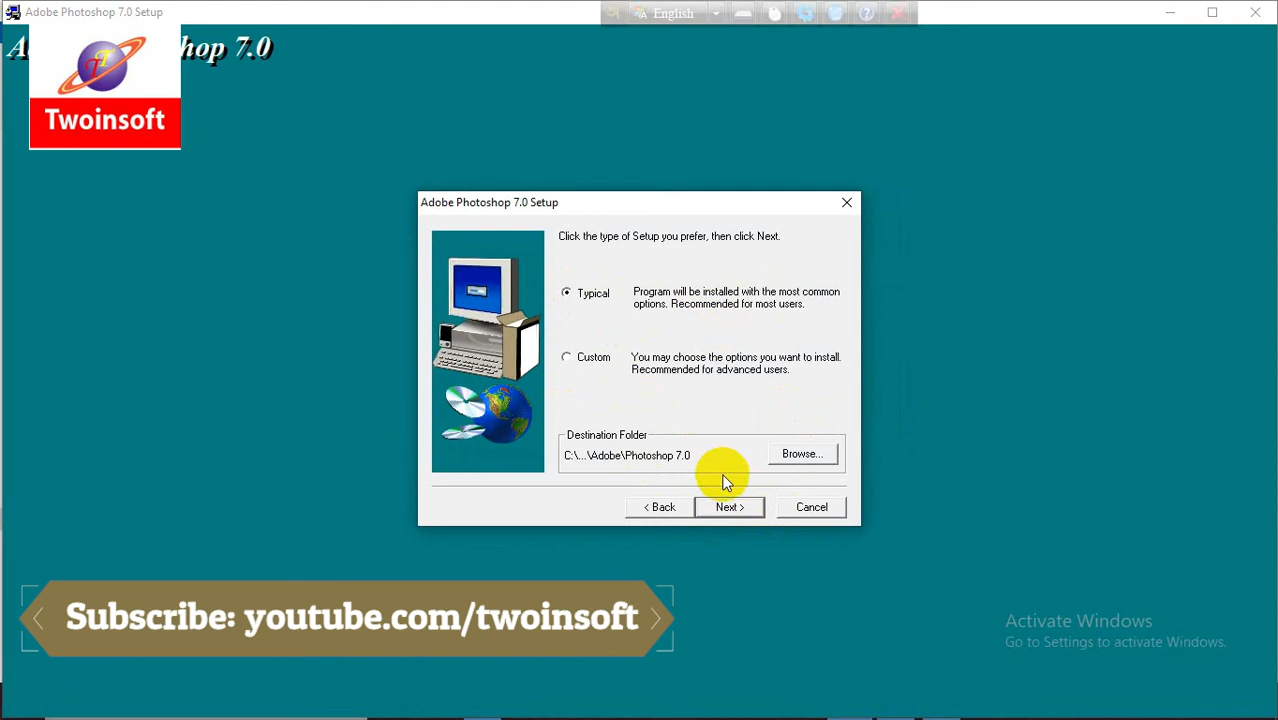 Adobe Photoshop 7.0 Setup
English
hop 7.0
Twoinsoft
Adobe Photoshop 7.0 Setup
Click the type of Setup you prefer, then click Next.
Typical
Program will be installed with the most common
options. Recommended for most users.
Custom
You may choose the options you want to install.
Recommended for advanced users.
Destination Folder
C:\...\Adobe\Photoshop 7.0
Browse...
< Back
Next >
Cancel
Subscribe: youtube.com/twoinsoft
Activate Windows
Go to Settings to activate Windows.